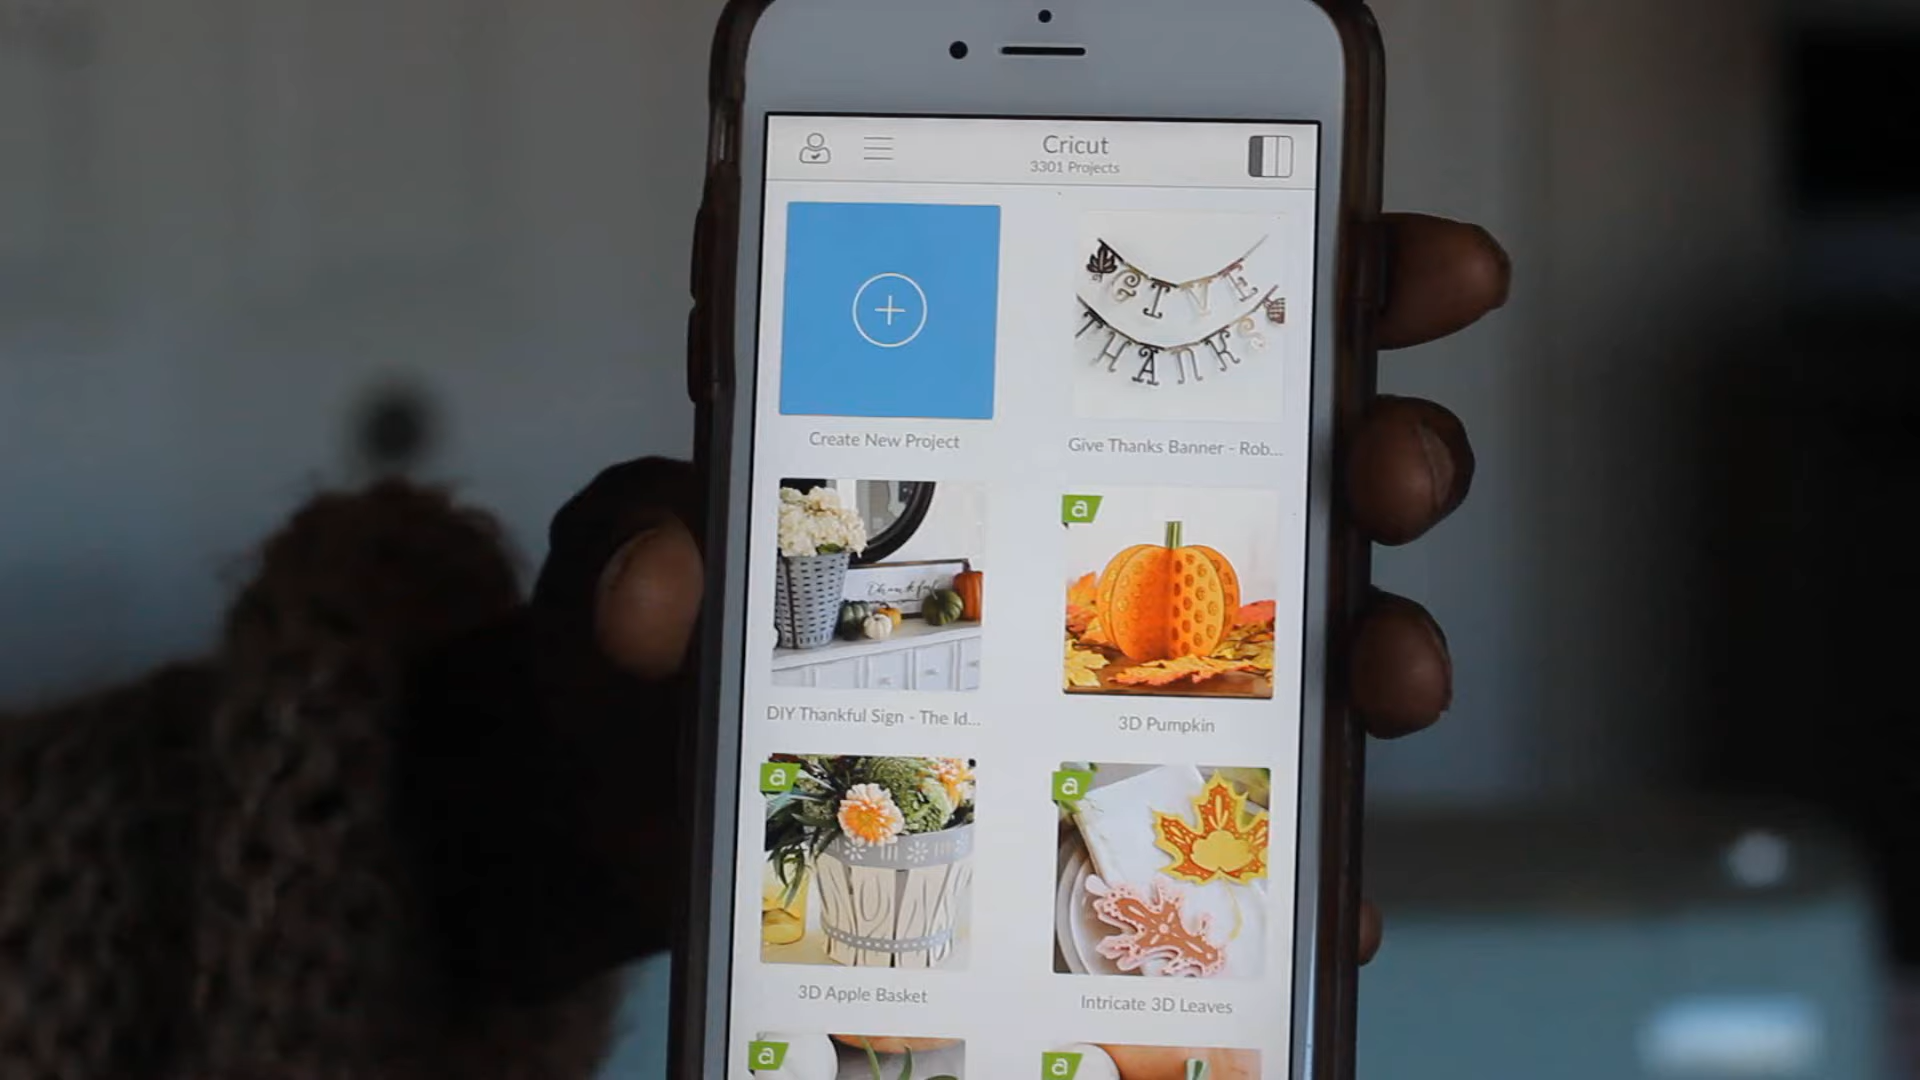 Cricut
3301 Projects
GIVE
THANKS
Create New Project
Give Thanks Banner - Rob...
Thankful
a
DIY Thankful Sign - The Id...
3D Pumpkin
a
a
3D Apple Basket
Intricate 3D Leaves
a
a